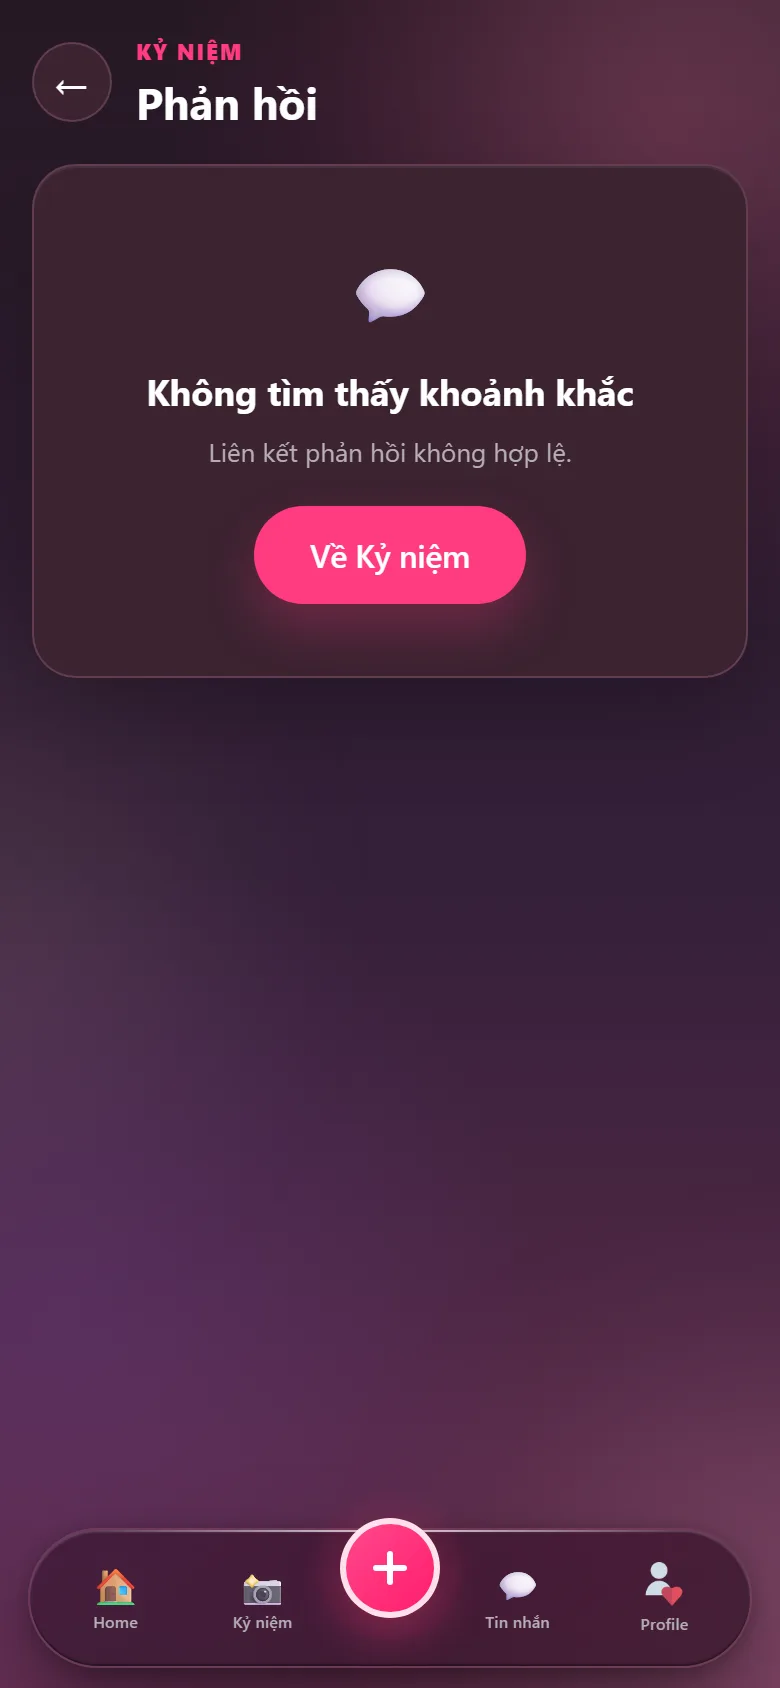 KỶ NIỆM
Phản hồi
Không tìm thấy khoảnh khắc
Liên kết phản hồi không hợp lệ.
Về Kỷ niệm
Home
Kỷ niệm
Tin nhắn
Profile